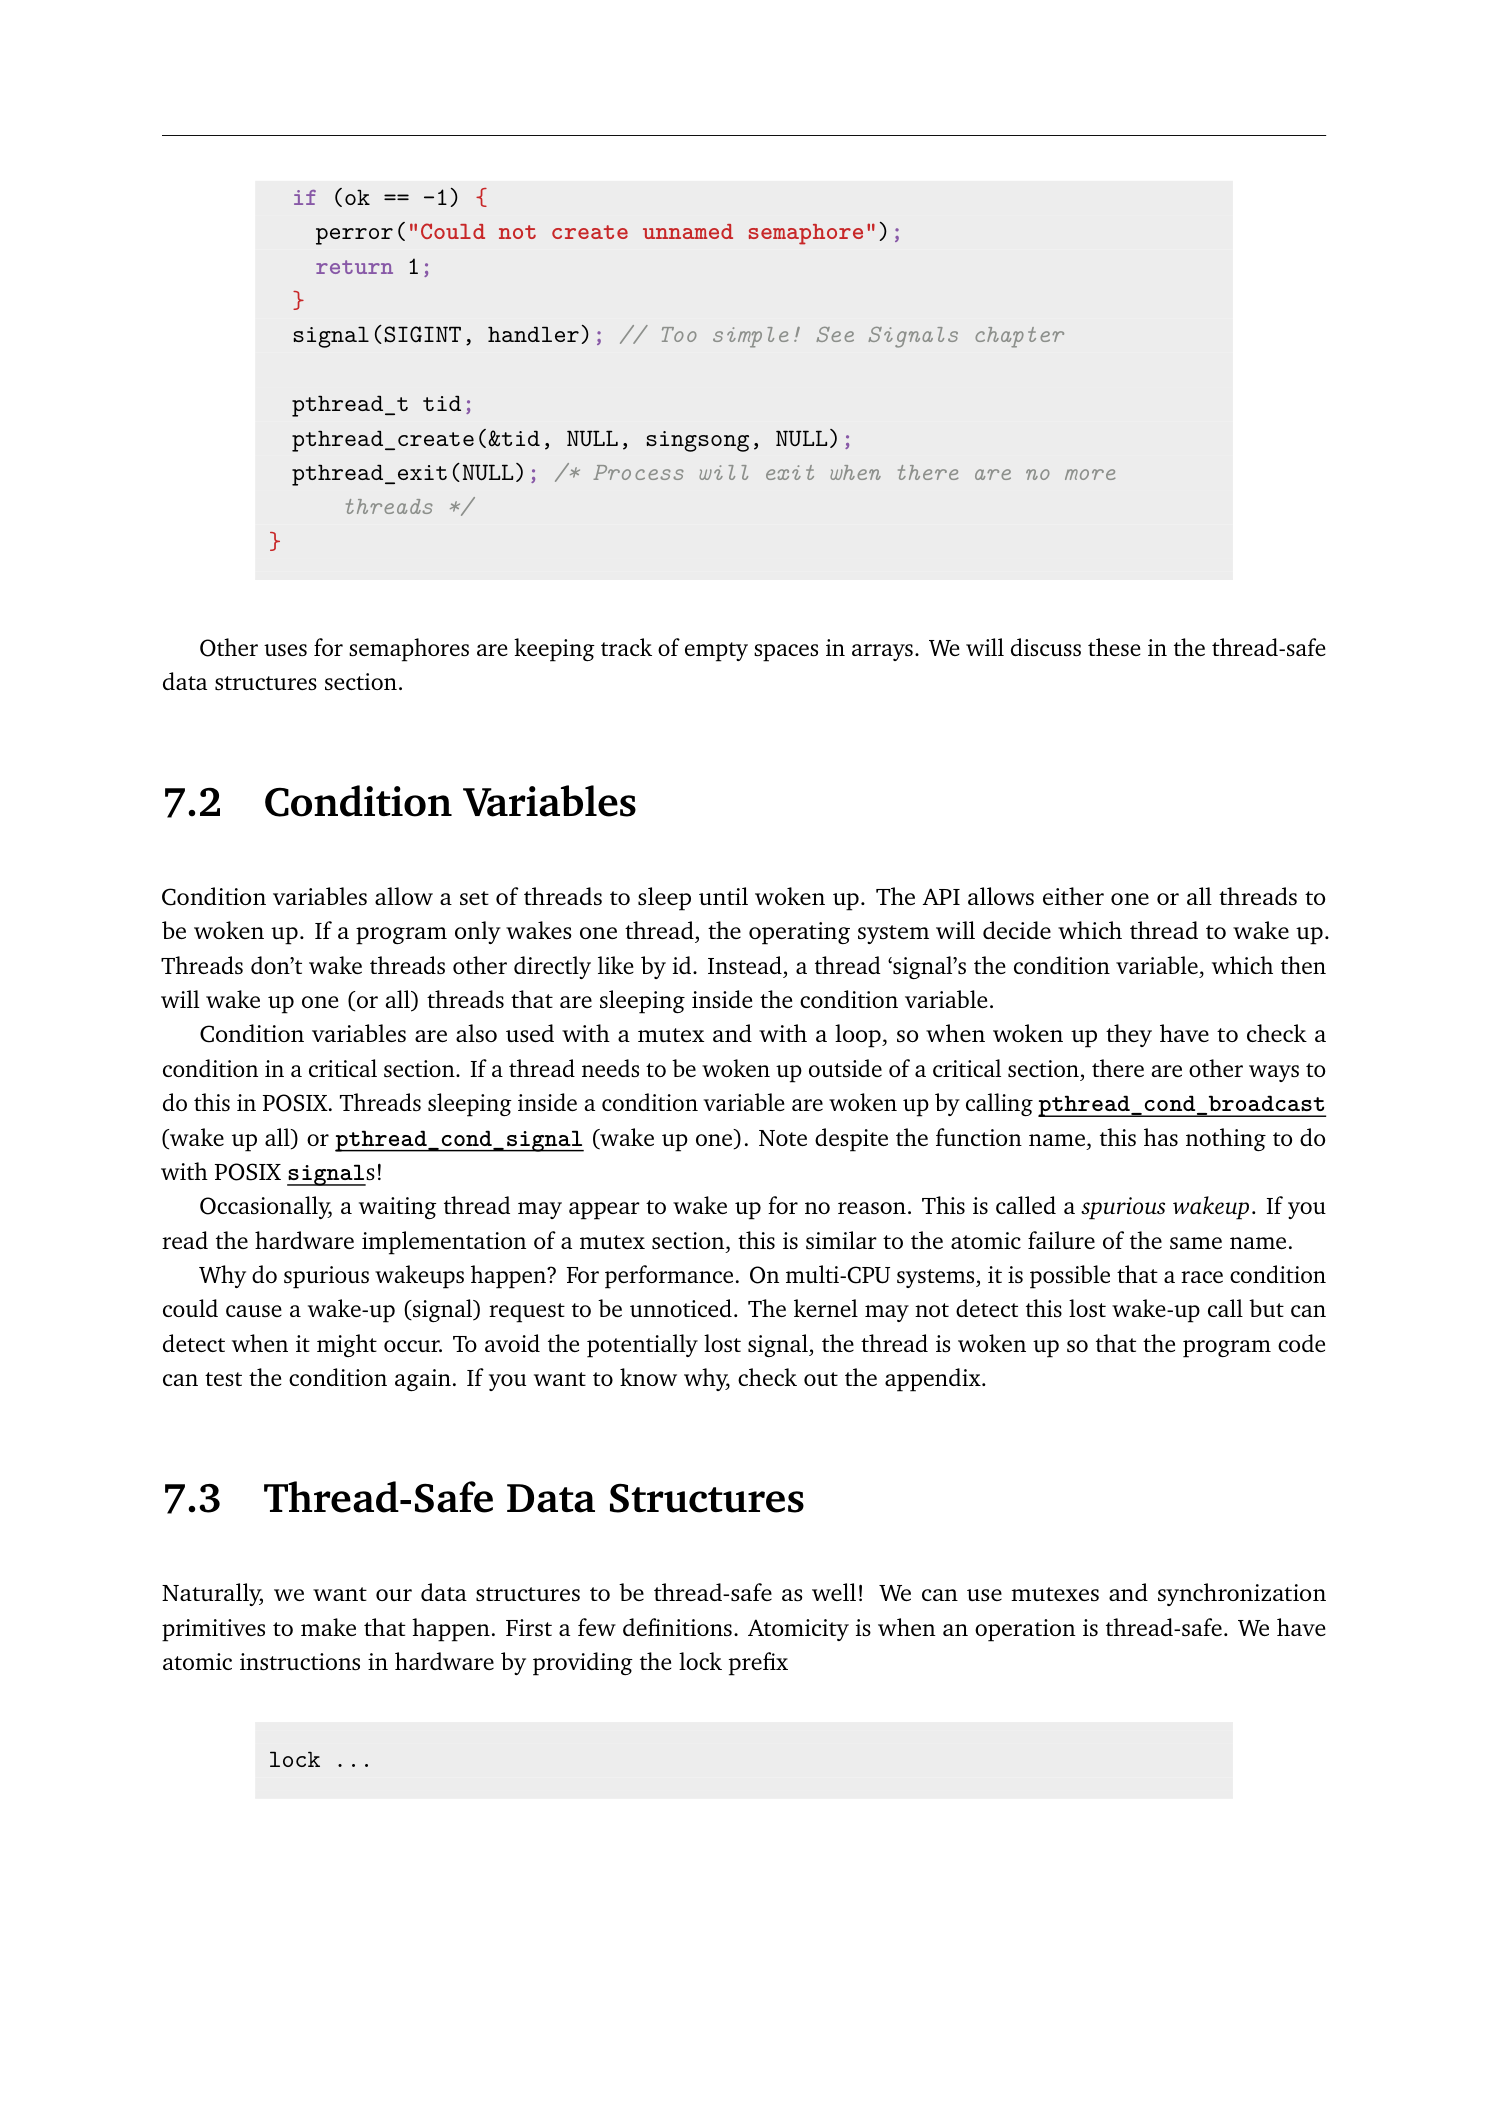 if (ok == -1) {
perror("Could not create unnamed semaphore");
return 1;
}
signal(SIGINT, handler); // Too simple! See Signals chapter
pthread_t tid;
pthread_create(&tid, NULL, singsong, NULL);
pthread_exit(NULL); /* Process will exit when there are no more
threads */
}
Other uses for semaphores are keeping track of empty spaces in arrays. We will discuss these in the thread-safe
data structures section.
7.2 Condition Variables
Condition variables allow a set of threads to sleep until woken up. The API allows either one or all threads to
be woken up. If a program only wakes one thread, the operating system will decide which thread to wake up.
Threads don’t wake threads other directly like by id. Instead, a thread ‘signal’s the condition variable, which then
will wake up one (or all) threads that are sleeping inside the condition variable.
Condition variables are also used with a mutex and with a loop, so when woken up they have to check a
condition in a critical section. If a thread needs to be woken up outside of a critical section, there are other ways to
do this in POSIX. Threads sleeping inside a condition variable are woken up by calling pthread_cond_broadcast
(wake up all) or pthread_cond_signal (wake up one). Note despite the function name, this has nothing to do
with POSIX signals!
Occasionally, a waiting thread may appear to wake up for no reason. This is called a spurious wakeup. If you
read the hardware implementation of a mutex section, this is similar to the atomic failure of the same name.
Why do spurious wakeups happen? For performance. On multi-CPU systems, it is possible that a race condition
could cause a wake-up (signal) request to be unnoticed. The kernel may not detect this lost wake-up call but can
detect when it might occur. To avoid the potentially lost signal, the thread is woken up so that the program code
can test the condition again. If you want to know why, check out the appendix.
7.3 Thread-Safe Data Structures
Naturally, we want our data structures to be thread-safe as well! We can use mutexes and synchronization
primitives to make that happen. First a few definitions. Atomicity is when an operation is thread-safe. We have
atomic instructions in hardware by providing the lock prefix
lock ...